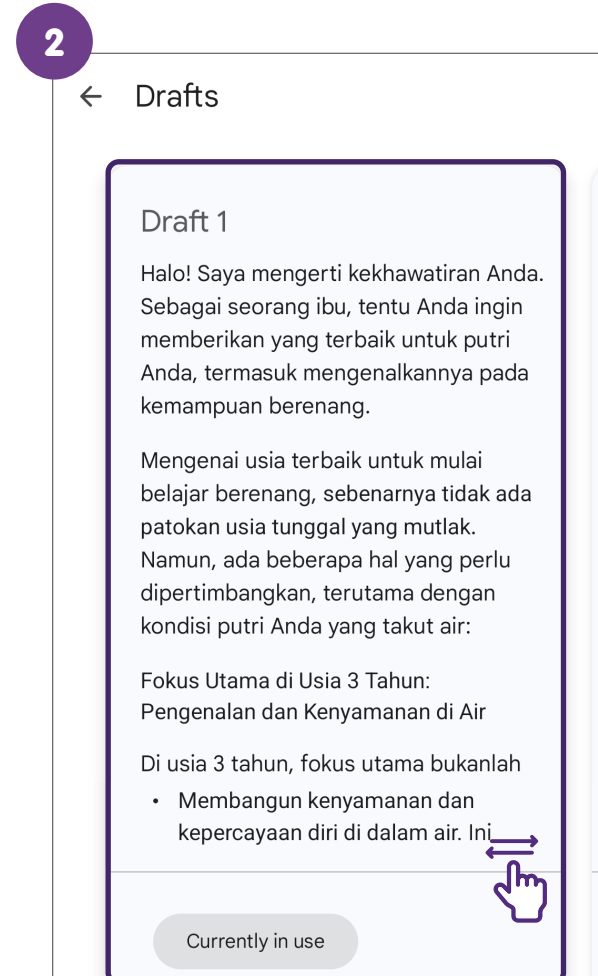 2
Drafts
Draft 1
Halo! Saya mengerti kekhawatiran Anda.
Sebagai seorang ibu, tentu Anda ingin
memberikan yang terbaik untuk putri
Anda, termasuk mengenalkannya pada
kemampuan berenang.
Mengenai usia terbaik untuk mulai
belajar berenang, sebenarnya tidak ada
patokan usia tunggal yang mutlak.
Namun, ada beberapa hal yang perlu
dipertimbangkan, terutama dengan
kondisi putri Anda yang takut air:
Fokus Utama di Usia 3 Tahun:
Pengenalan dan Kenyamanan di Air
Di usia 3 tahun, fokus utama bukanlah
• Membangun kenyamanan dan
kepercayaan diri di dalam air. Ini
Currently in use